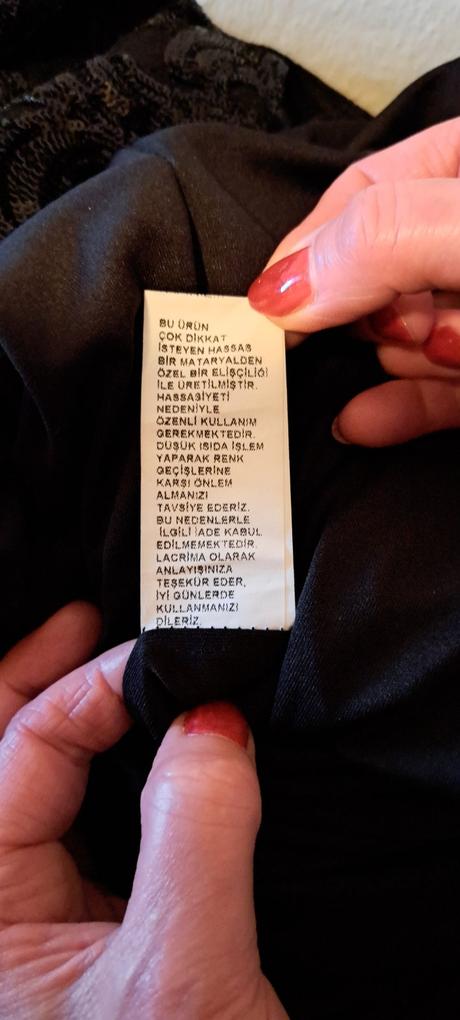 BU ÜRÜN
ÇOK DİKKAT
İSTEYEN HASSAS
BİR MATARYALDEN
ÖZEL BİR ELİŞÇİLİĞİ
İLE ÜRETİLMİŞTİR.
HASSASİYETİ
NEDENİYLE
ÖZENLİ KULLANIM
GEREKMEKTEDİR.
DÜŞÜK ISIDA İŞLEM
YAPARAK RENK
GEÇİŞLERİNE
KARŞI ÖNLEM
ALMANIZI
TAVSİYE EDERİZ.
BU NEDENLERLE
İLGİLİ İADE KABUL
EDİLMEMEKTEDİR.
LACRİMA OLARAK
ANLAYIŞINIZA
TEŞEKÜR EDER,
İYİ GÜNLERDE
KULLANMANIZI
DİLERİZ.